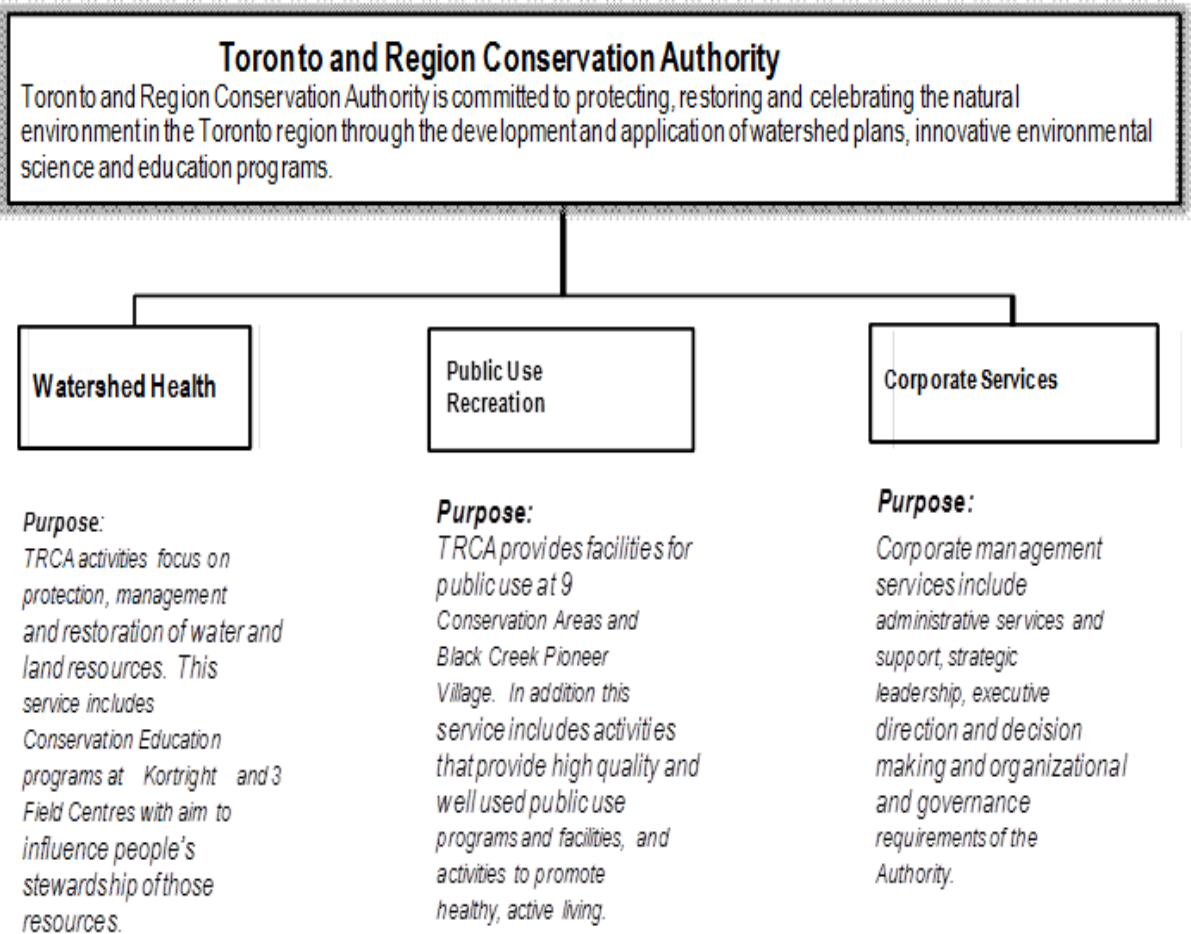 Toronto and Region Conservation Authority
Toronto and Region Conservation Authority is committed to protecting, restoring and celebrating the natural
environment in the Toronto region through the development and application of watershed plans, innovative environmental
science and education programs.
Watershed Health
Public Use
Recreation
Corporate Services
Purpose:
TRCA activities focus on
protection, management
and restoration of water and
land resources. This
service includes
Conservation Education
programs at Kortright and 3
Field Centres with aim to
influence people's
stewardship of those
resources.
Purpose:
TRCA provides facilities for
public use at 9
Conservation Areas and
Black Creek Pioneer
Village. In addition this
service includes activities
that provide high quality and
well used public use
programs and facilities, and
activities to promote
healthy, active living.
Purpose:
Corporate management
services include
administrative services and
support, strategic
leadership, executive
direction and decision
making and organizational
and governance
requirements of the
Authority.